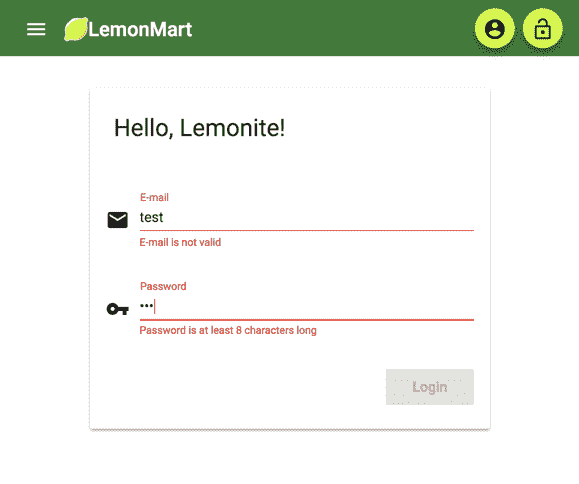 LemonMart
Hello, Lemonite!
E-mail
test
E-mail is not valid
Password
•••
Password is at least 8 characters long
Login